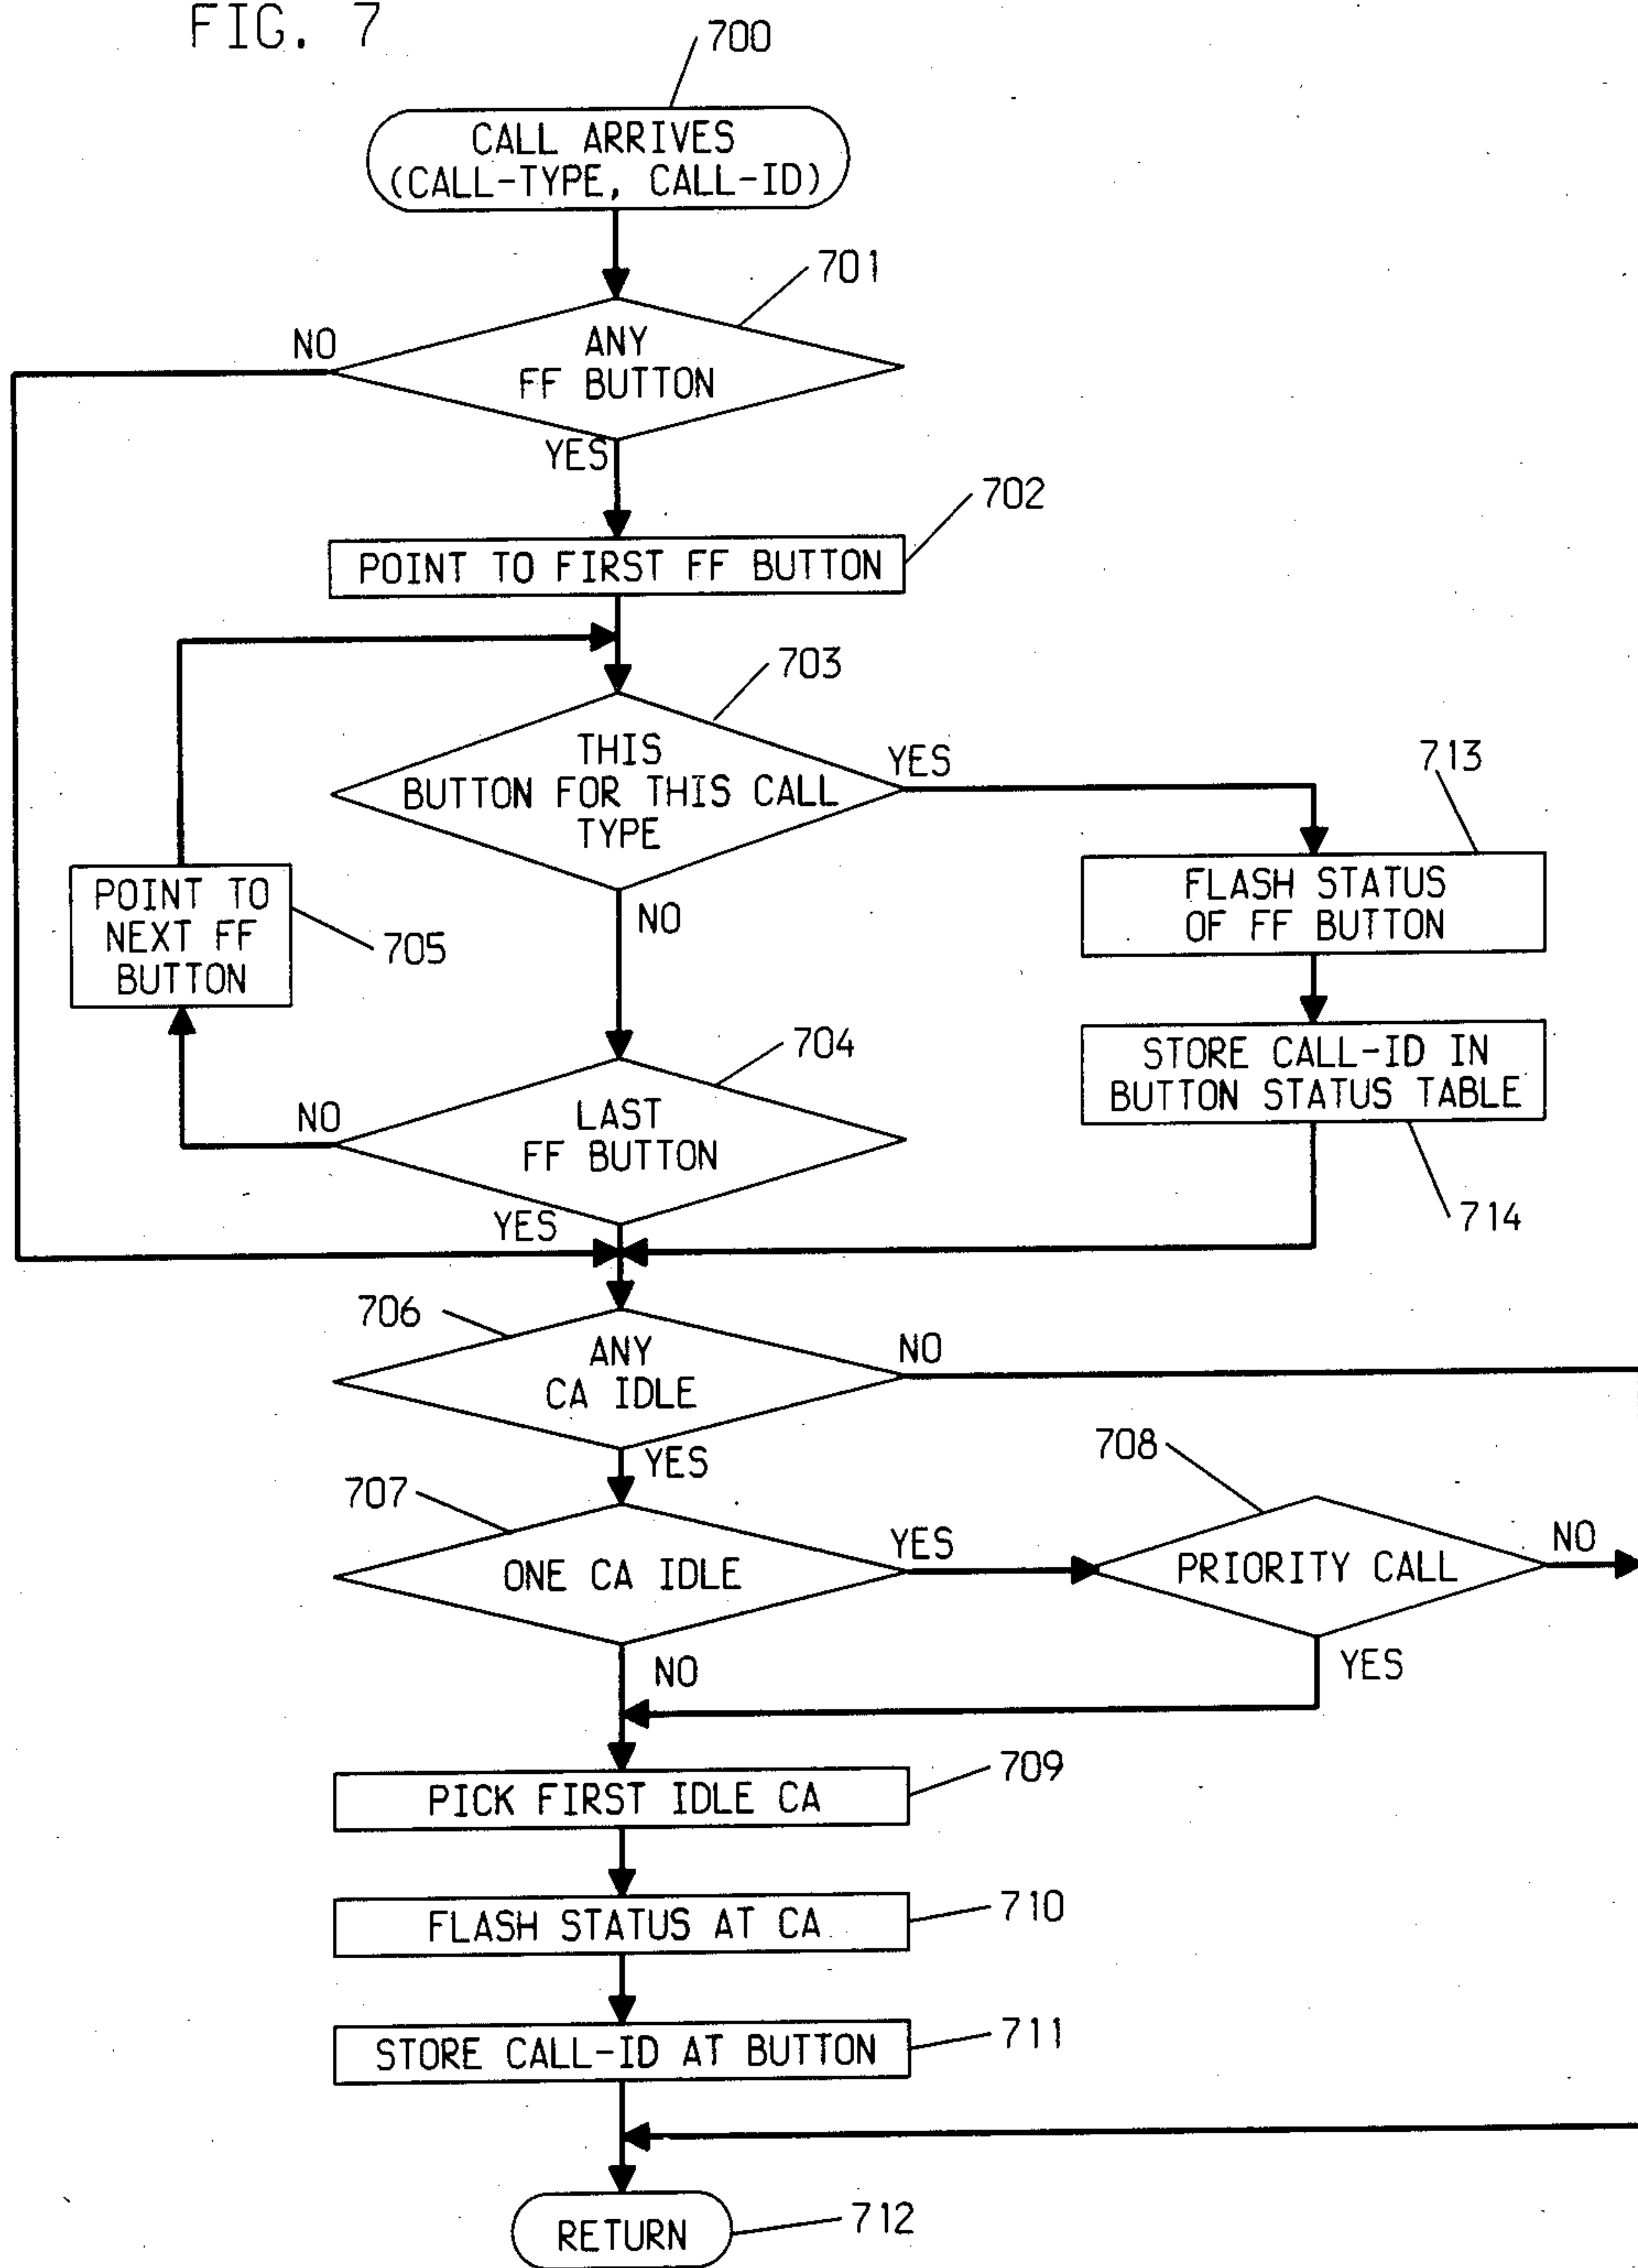 FIG. 7
700
CALL ARRIVES
(CALL-TYPE, CALL-ID)
701
ANY
FF BUTTON
NO
YES
702
POINT TO FIRST FF BUTTON
703
THIS
BUTTON FOR THIS CALL
TYPE
YES
NO
713
FLASH STATUS
OF FF BUTTON
POINT TO
NEXT FF
BUTTON
705
704
LAST
FF BUTTON
NO
YES
STORE CALL-ID IN
BUTTON STATUS TABLE
714
706
ANY
CA IDLE
NO
YES
707
ONE CA IDLE
YES
NO
708
PRIORITY CALL
NO
YES
709
PICK FIRST IDLE CA
710
FLASH STATUS AT CA
711
STORE CALL-ID AT BUTTON
RETURN
712